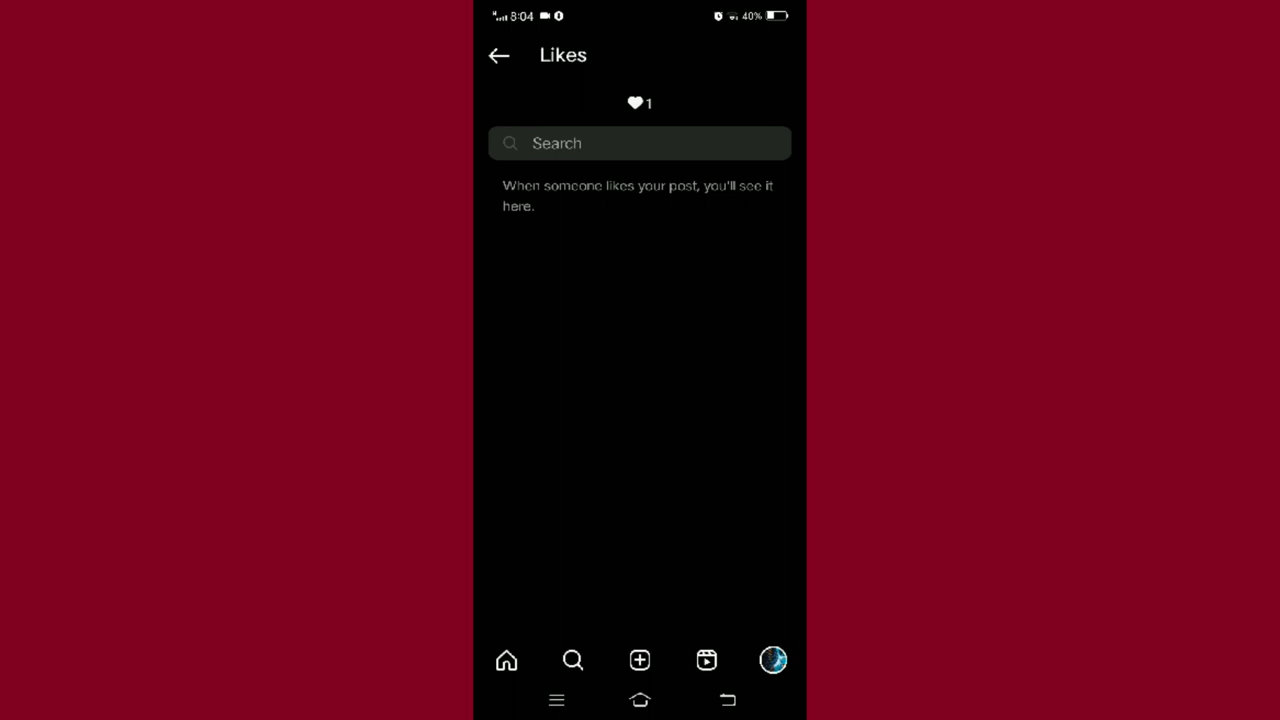 8:04 40%
Likes
1
Search
When someone likes your post, you'll see it
here.